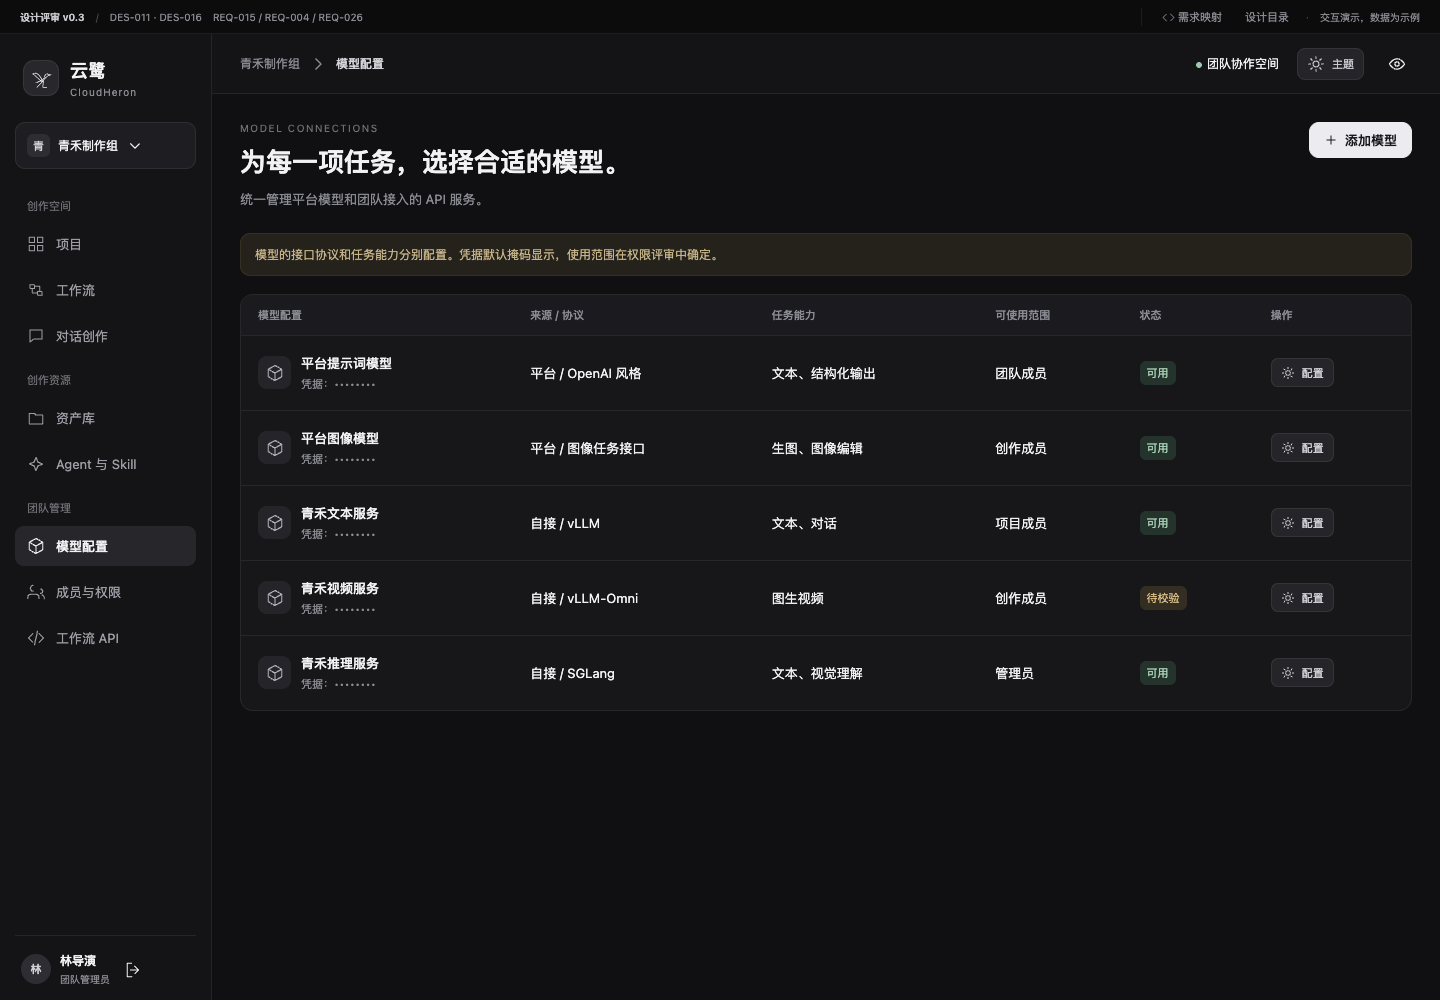 设计评审 v0.3 / DES-011 · DES-016 REQ-015 / REQ-004 / REQ-026
需求映射 设计目录 · 交互演示，数据为示例
云鹭
CloudHeron
青 青禾制作组
创作空间
项目
工作流
对话创作
创作资源
资产库
Agent 与 Skill
团队管理
模型配置
成员与权限
工作流 API
林 林导演
团队管理员
青禾制作组 模型配置
团队协作空间 主题
MODEL CONNECTIONS
为每一项任务，选择合适的模型。
统一管理平台模型和团队接入的 API 服务。
添加模型
模型的接口协议和任务能力分别配置。凭据默认掩码显示，使用范围在权限评审中确定。
模型配置 来源 / 协议 任务能力 可使用范围 状态 操作
平台提示词模型
凭据：········
平台 / OpenAI 风格 文本、结构化输出 团队成员 可用 配置
平台图像模型
凭据：········
平台 / 图像任务接口 生图、图像编辑 创作成员 可用 配置
青禾文本服务
凭据：········
自接 / vLLM 文本、对话 项目成员 可用 配置
青禾视频服务
凭据：········
自接 / vLLM-Omni 图生视频 创作成员 待校验 配置
青禾推理服务
凭据：········
自接 / SGLang 文本、视觉理解 管理员 可用 配置